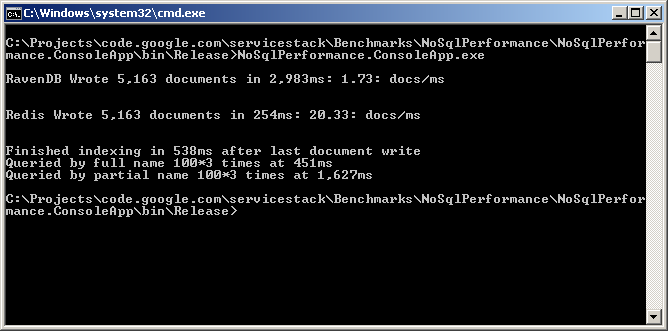 C:\Windows\system32\cmd.exe
C:\Projects\code.google.com\servicestack\Benchmarks\NoSqlPerformance\NoSqlPerfor
mance.ConsoleApp\bin\Release>NoSqlPerformance.ConsoleApp.exe
RavenDB Wrote 5,163 documents in 2,983ms: 1.73: docs/ms
Redis Wrote 5,163 documents in 254ms: 20.33: docs/ms
Finished indexing in 538ms after last document write
Queried by full name 100*3 times at 451ms
Queried by partial name 100*3 times at 1,627ms
C:\Projects\code.google.com\servicestack\Benchmarks\NoSqlPerformance\NoSqlPerfor
mance.ConsoleApp\bin\Release>